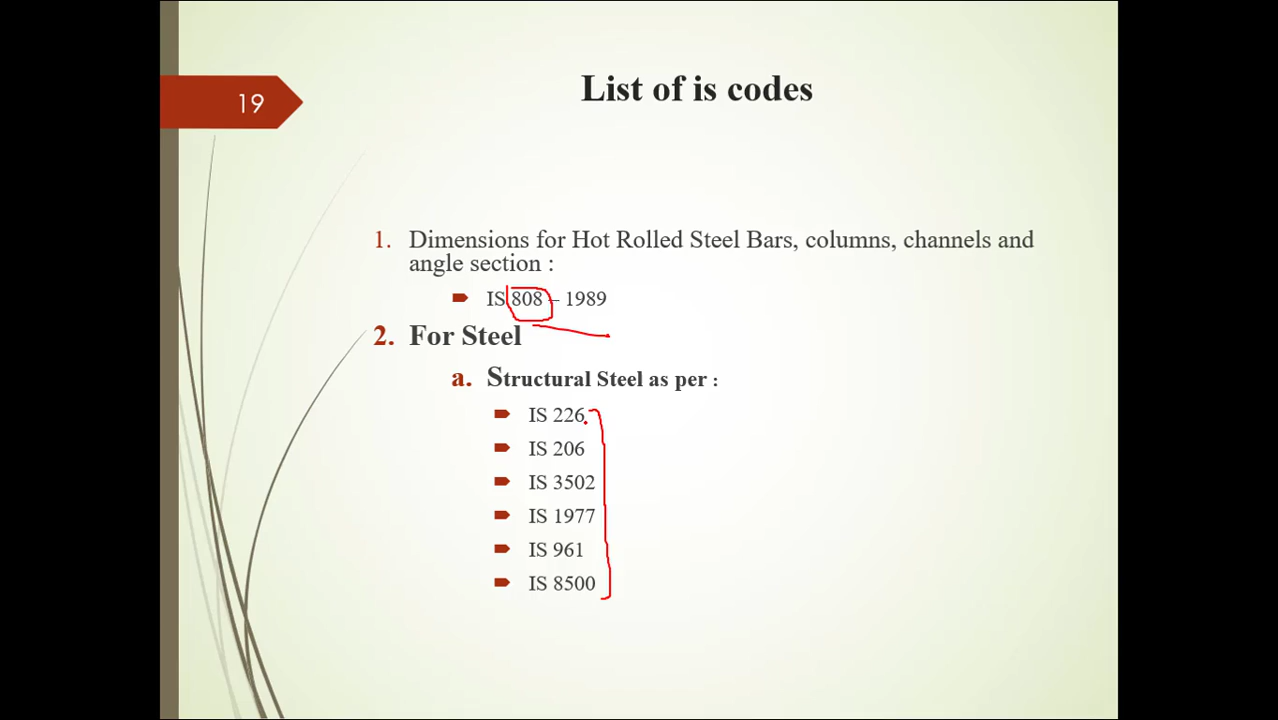 19
List of is codes
1. Dimensions for Hot Rolled Steel Bars, columns, channels and
angle section :
IS 808 – 1989
2. For Steel
a. Structural Steel as per :
IS 226
IS 206
IS 3502
IS 1977
IS 961
IS 8500